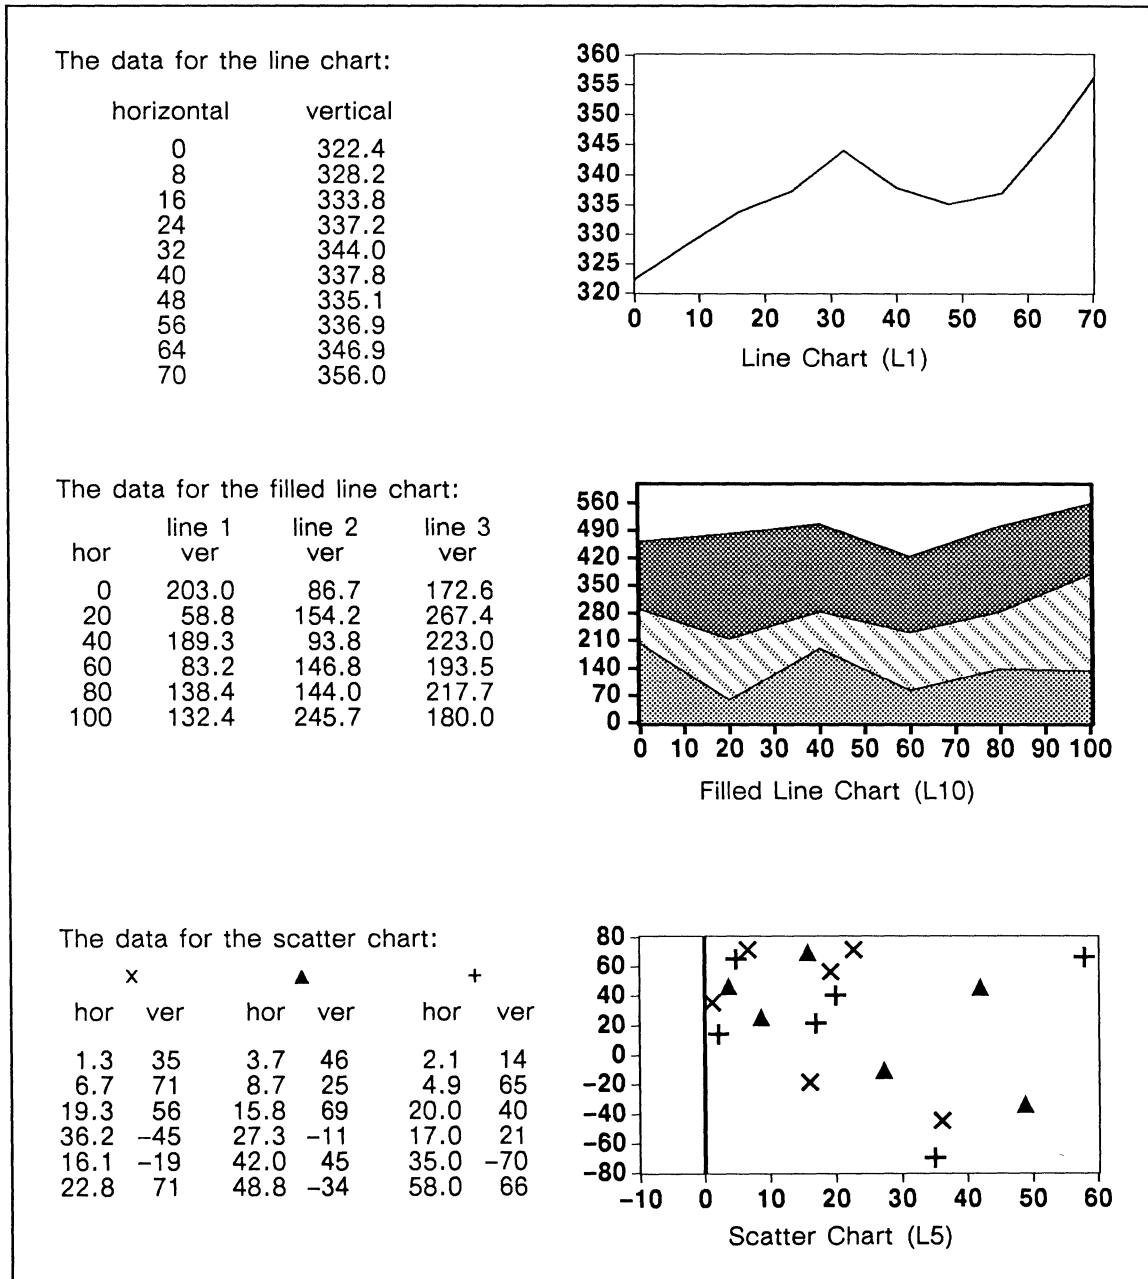 The data for the line chart:
horizontal vertical
0 322.4
8 328.2
16 333.8
24 337.2
32 344.0
40 337.8
48 335.1
56 336.9
64 346.9
70 356.0
360
355
350
345
340
335
330
325
320
0 10 20 30 40 50 60 70
Line Chart (L1)
The data for the filled line chart:
line 1 line 2 line 3
hor ver ver ver
0 203.0 86.7 172.6
20 58.8 154.2 267.4
40 189.3 93.8 223.0
60 83.2 146.8 193.5
80 138.4 144.0 217.7
100 132.4 245.7 180.0
560
490
420
350
280
210
140
70
0
0 10 20 30 40 50 60 70 80 90 100
Filled Line Chart (L10)
The data for the scatter chart:
x ▲ +
hor ver hor ver hor ver
1.3 35 3.7 46 2.1 14
6.7 71 8.7 25 4.9 65
19.3 56 15.8 69 20.0 40
36.2 −45 27.3 −11 17.0 21
16.1 −19 42.0 45 35.0 −70
22.8 71 48.8 −34 58.0 66
80
60
40
20
0
−20
−40
−60
−80
−10 0 10 20 30 40 50 60
Scatter Chart (L5)